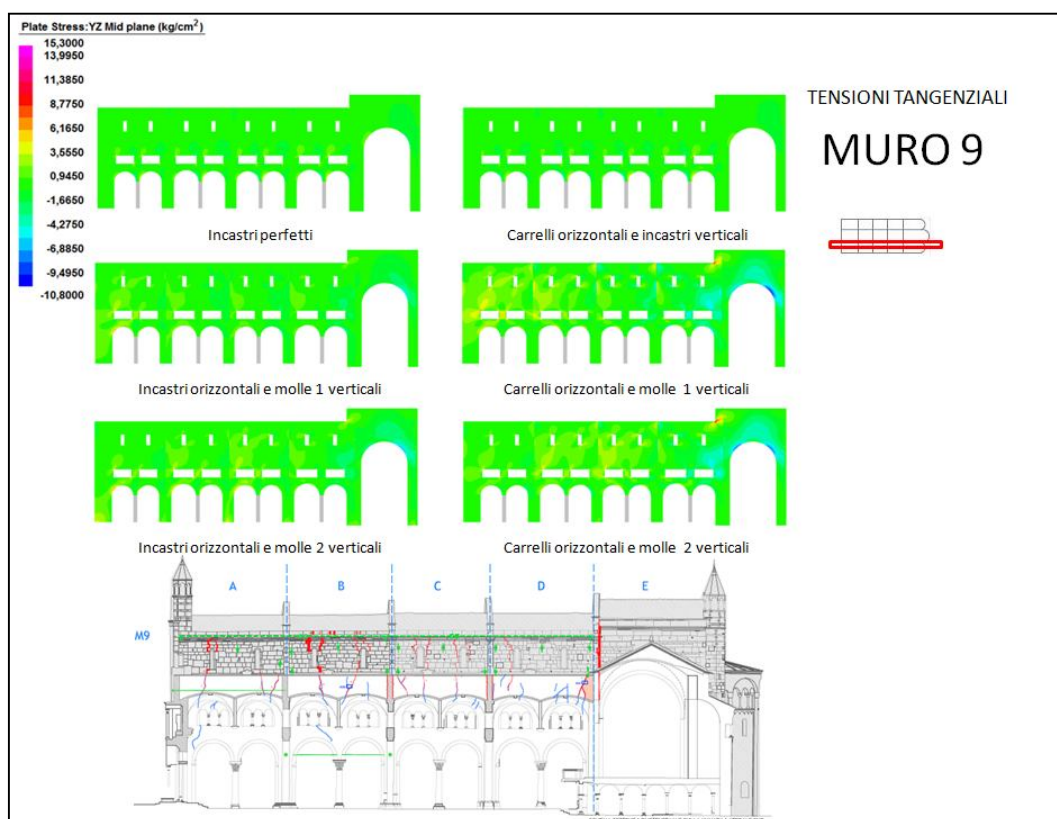 Plate Stress:YZ Mid plane (kg/cm²)
15,3000
13,9950
11,3850
8,7750
6,1650
3,5550
0,9450
-1,6650
-4,2750
-6,8850
-9,4950
-10,8000
TENSIONI TANGENZIALI
MURO 9
Incastri perfetti
Carrelli orizzontali e incastri verticali
Incastri orizzontali e molle 1 verticali
Carrelli orizzontali e molle 1 verticali
Incastri orizzontali e molle 2 verticali
Carrelli orizzontali e molle 2 verticali
A
B
C
D
E
M9